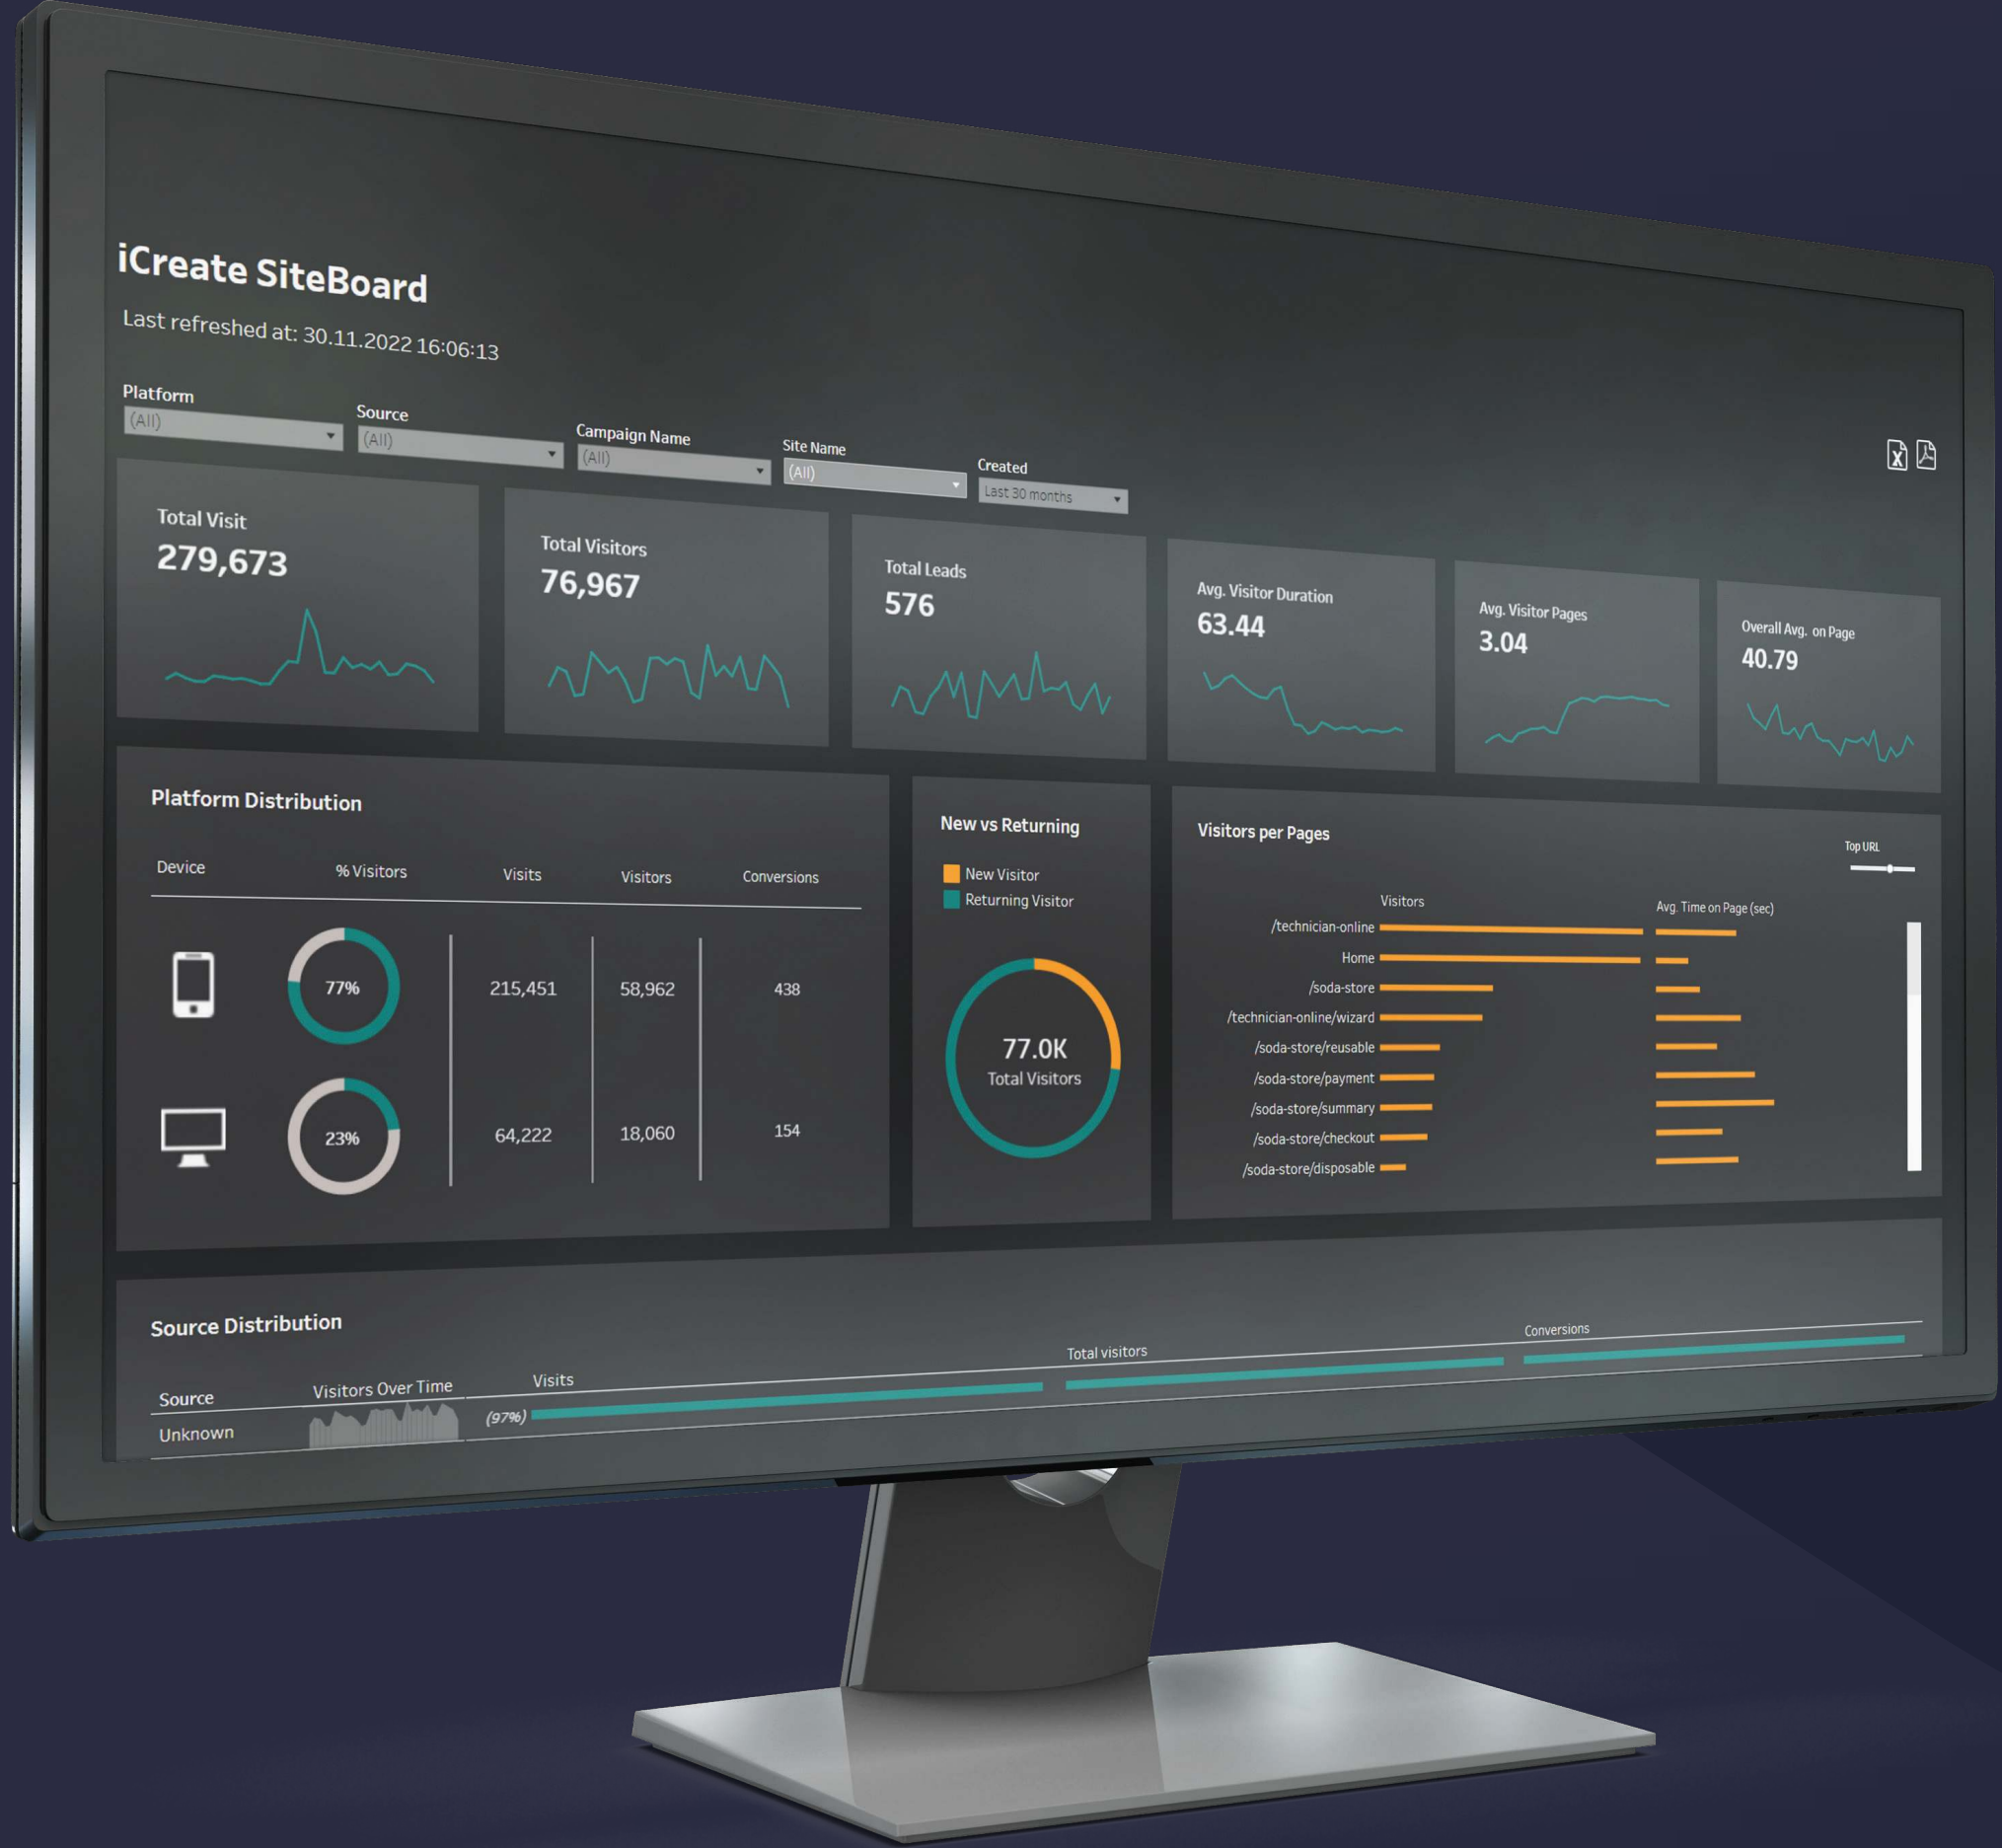 iCreate SiteBoard
Last refreshed at: 30.11.2022 16:06:13
Platform
Source
Campaign Name
Site Name
Created
(All)
(All)
(All)
(All)
Last 30 months
Total Visit
279,673
Total Visitors
76,967
Total Leads
576
Avg. Visitor Duration
63.44
Avg. Visitor Pages
3.04
Overall Avg. on Page
40.79
Platform Distribution
Device
% Visitors
Visits
Visitors
Conversions
77%
215,451
58,962
438
23%
64,222
18,060
154
New vs Returning
New Visitor
Returning Visitor
77.0K
Total Visitors
Visitors per Pages
Top URL
Visitors
Avg. Time on Page (sec)
/technician-online
Home
/soda-store
/technician-online/wizard
/soda-store/reusable
/soda-store/payment
/soda-store/summary
/soda-store/checkout
/soda-store/disposable
Source Distribution
Source
Visitors Over Time
Visits
Total visitors
Conversions
Unknown
(97%)